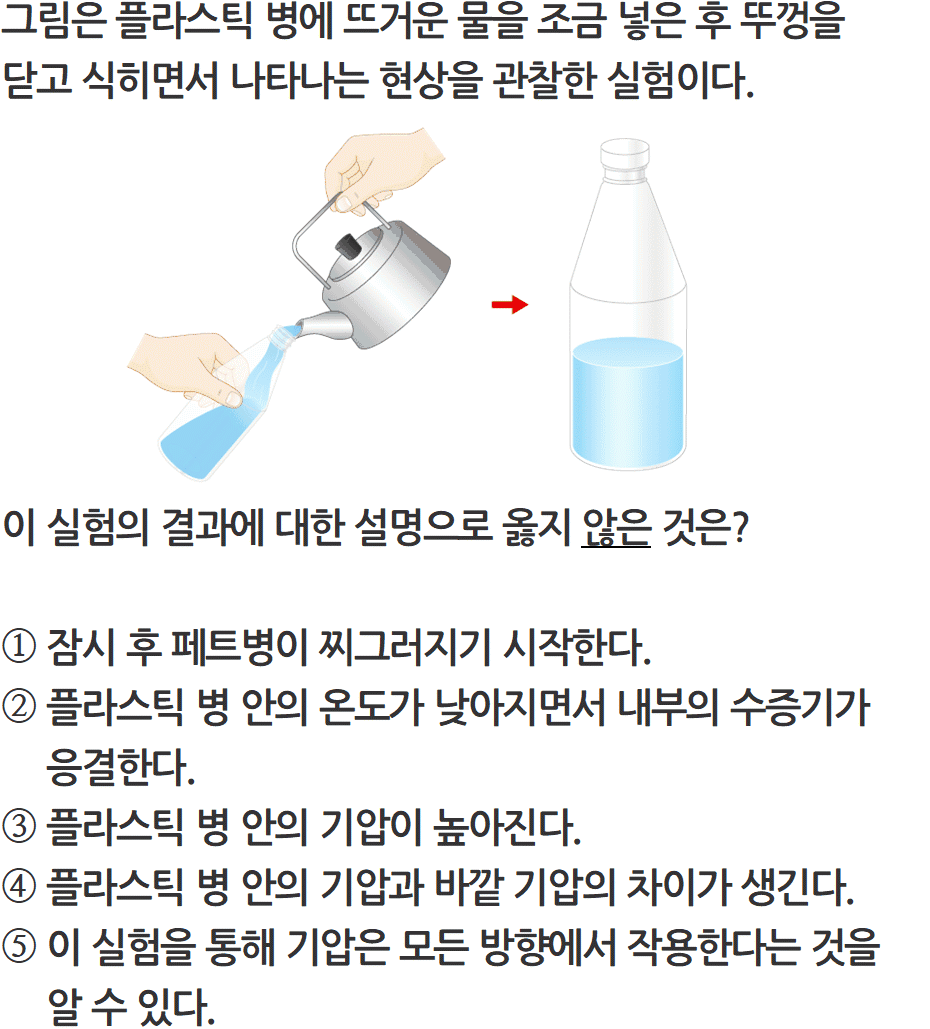 그림은 플라스틱 병에 뜨거운 물을 조금 넣은 후 뚜껑을
닫고 식히면서 나타나는 현상을 관찰한 실험이다.
이 실험의 결과에 대한 설명으로 옳지 않은 것은?
① 잠시 후 페트병이 찌그러지기 시작한다.
② 플라스틱 병 안의 온도가 낮아지면서 내부의 수증기가
응결한다.
③ 플라스틱 병 안의 기압이 높아진다.
④ 플라스틱 병 안의 기압과 바깥 기압의 차이가 생긴다.
⑤ 이 실험을 통해 기압은 모든 방향에서 작용한다는 것을
알 수 있다.